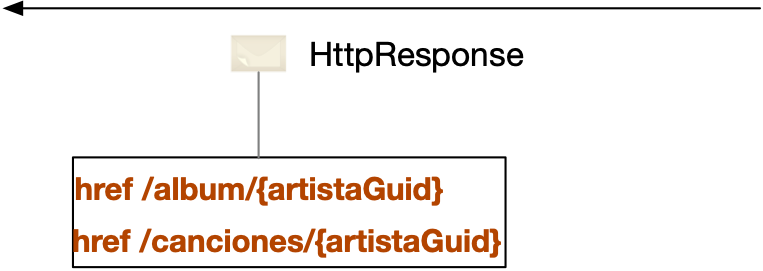 HttpResponse
href /album/{artistaGuid}
href /canciones/{artistaGuid}